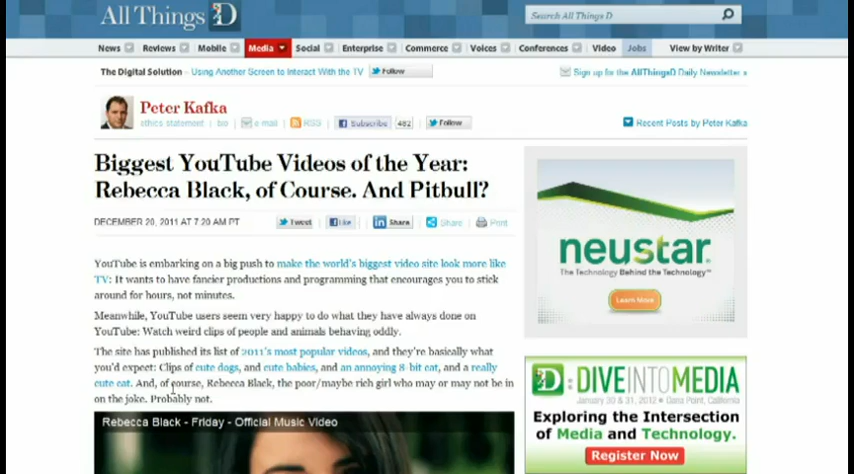 All Things D
Search All Things D
News Reviews Mobile Media Social Enterprise Commerce Voices Conferences Video Jobs View by Writer
The Digital Solution - Using Another Screen to Interact With the TV Follow
Sign up for the AllThingsD Daily Newsletter »
Peter Kafka
ethics statement | bio | e mail | RSS | Subscribe 482 | Follow
Recent Posts by Peter Kafka
Biggest YouTube Videos of the Year:
Rebecca Black, of Course. And Pitbull?
DECEMBER 20, 2011 AT 7:20 AM PT
Tweet | Like | Share | Share | Print
YouTube is embarking on a big push to make the world's biggest video site look more like
TV: It wants to have fancier productions and programming that encourages you to stick
around for hours, not minutes.
Meanwhile, YouTube users seem very happy to do what they have always done on
YouTube: Watch weird clips of people and animals behaving oddly.
The site has published its list of 2011's most popular videos, and they're basically what
you'd expect: Clips of cute dogs, and cute babies, and an annoying 8-bit cat, and a really
cute cat. And, of course, Rebecca Black, the poor/maybe rich girl who may or may not be in
on the joke. Probably not.
Rebecca Black - Friday - Official Music Video
neustar
The Technology Behind the Technology™
Learn More
D: DIVE INTO MEDIA
January 30 & 31, 2012 Dana Point, California
Exploring the Intersection
of Media and Technology.
Register Now